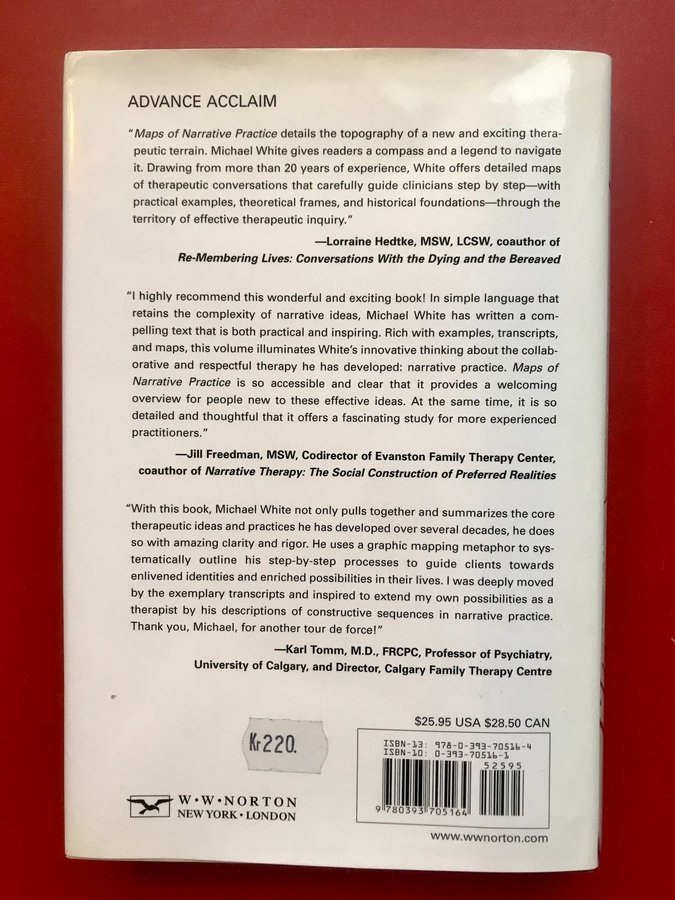 ADVANCE ACCLAIM
“Maps of Narrative Practice details the topography of a new and exciting thera-
peutic terrain. Michael White gives readers a compass and a legend to navigate
it. Drawing from more than 20 years of experience, White offers detailed maps
of therapeutic conversations that carefully guide clinicians step by step—with
practical examples, theoretical frames, and historical foundations—through the
territory of effective therapeutic inquiry.”
—Lorraine Hedtke, MSW, LCSW, coauthor of
Re-Membering Lives: Conversations With the Dying and the Bereaved
“I highly recommend this wonderful and exciting book! In simple language that
retains the complexity of narrative ideas, Michael White has written a com-
pelling text that is both practical and inspiring. Rich with examples, transcripts,
and maps, this volume illuminates White’s innovative thinking about the collab-
orative and respectful therapy he has developed: narrative practice. Maps of
Narrative Practice is so accessible and clear that it provides a welcoming
overview for people new to these effective ideas. At the same time, it is so
detailed and thoughtful that it offers a fascinating study for more experienced
practitioners.”
—Jill Freedman, MSW, Codirector of Evanston Family Therapy Center,
coauthor of Narrative Therapy: The Social Construction of Preferred Realities
“With this book, Michael White not only pulls together and summarizes the core
therapeutic ideas and practices he has developed over several decades, he does
so with amazing clarity and rigor. He uses a graphic mapping metaphor to sys-
tematically outline his step-by-step processes to guide clients towards
enlivened identities and enriched possibilities in their lives. I was deeply moved
by the exemplary transcripts and inspired to extend my own possibilities as a
therapist by his descriptions of constructive sequences in narrative practice.
Thank you, Michael, for another tour de force!”
—Karl Tomm, M.D., FRCPC, Professor of Psychiatry,
University of Calgary, and Director, Calgary Family Therapy Centre
$25.95 USA $28.50 CAN
Kr 220.
ISBN-13: 978-0-393-70516-4
ISBN-10: 0-393-70516-1
52595
9 780393 705164
W•W•NORTON
NEW YORK • LONDON
www.wwnorton.com